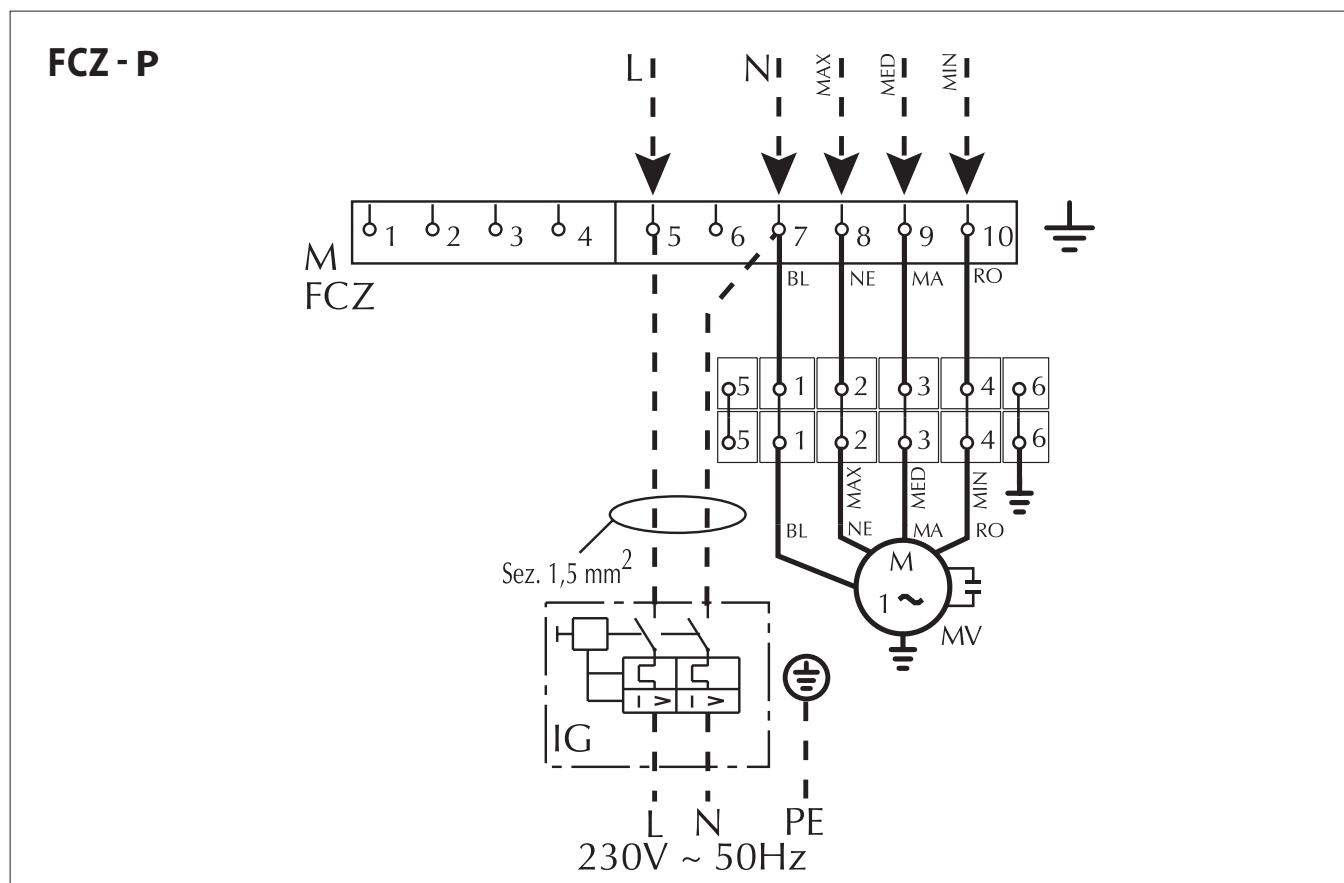 FCZ - P
L N MAX MED MIN
1 2 3 4 5 6 7 8 9 10
M
FCZ
BL NE MA RO
5 1 2 3 4 6
5 1 2 3 4 6
MAX MED MIN
BL NE MA RO
Sez. 1,5 mm²
M
1 ~
MV
I > I >
IG
L N PE
230V ~ 50Hz